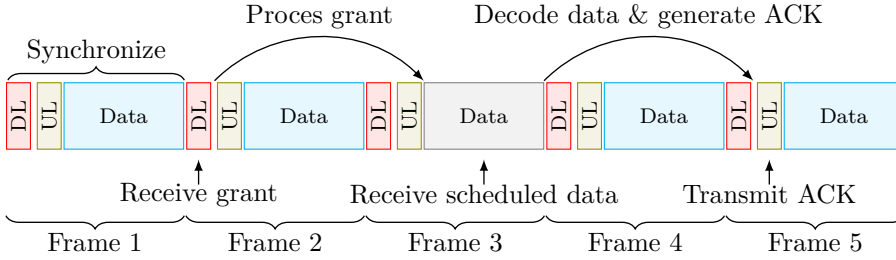 Proces grant
Decode data & generate ACK
Synchronize
DL UL Data DL UL Data DL UL Data DL UL Data DL UL Data
Receive grant
Receive scheduled data
Transmit ACK
Frame 1
Frame 2
Frame 3
Frame 4
Frame 5